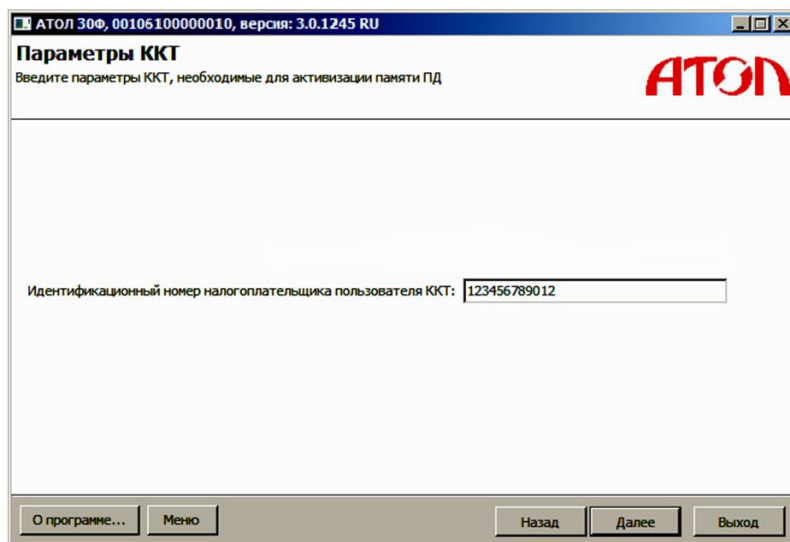 АТОЛ 30Ф, 00106100000010, версия: 3.0.1245 RU
Параметры ККТ
Введите параметры ККТ, необходимые для активизации памяти ПД
АТОЛ
Идентификационный номер налогоплательщика пользователя ККТ: 123456789012
О программе... Меню Назад Далее Выход